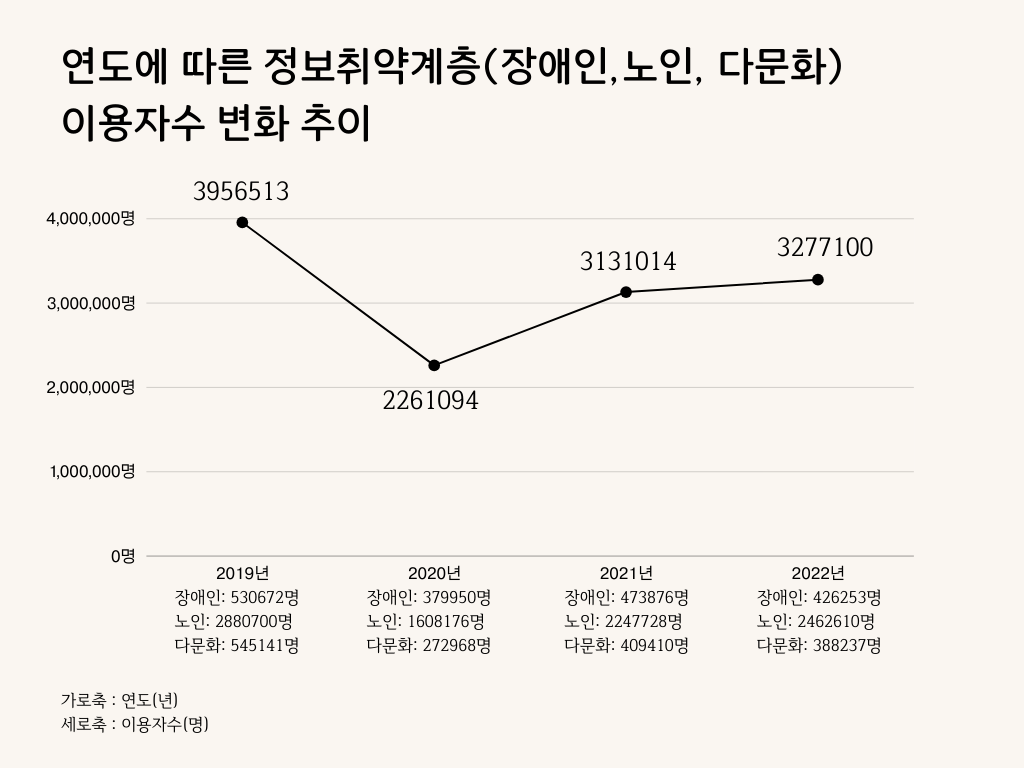 연도에 따른 정보취약계층(장애인,노인, 다문화)
이용자수 변화 추이
3956513
4,000,000명
3277100
3131014
3,000,000명
2,000,000명
2261094
1,000,000명
0명
2019년 2020년 2021년 2022년
장애인: 530672명 장애인: 379950명 장애인: 473876명 장애인: 426253명
노인: 2880700명 노인: 1608176명 노인: 2247728명 노인: 2462610명
다문화: 545141명 다문화: 272968명 다문화: 409410명 다문화: 388237명
가로축 : 연도(년)
세로축 : 이용자수(명)